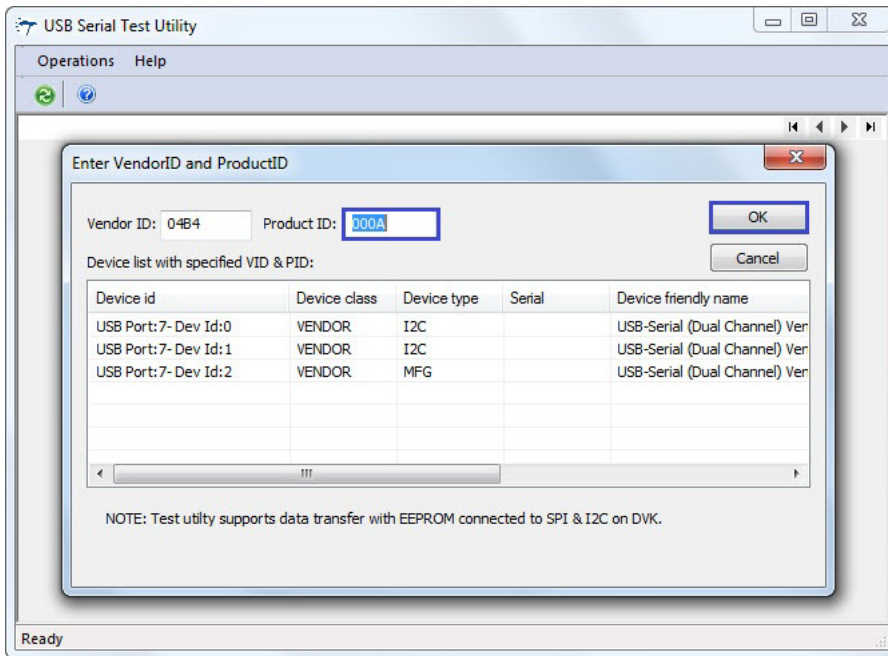 USB Serial Test Utility
Operations Help
Enter VendorID and ProductID
Vendor ID: 04B4 Product ID: 000A OK
Cancel
Device list with specified VID & PID:
Device id Device class Device type Serial Device friendly name
USB Port:7- Dev Id:0 VENDOR I2C USB-Serial (Dual Channel) Ven
USB Port:7- Dev Id:1 VENDOR I2C USB-Serial (Dual Channel) Ven
USB Port:7- Dev Id:2 VENDOR MFG USB-Serial (Dual Channel) Ven
NOTE: Test utilty supports data transfer with EEPROM connected to SPI & I2C on DVK.
Ready